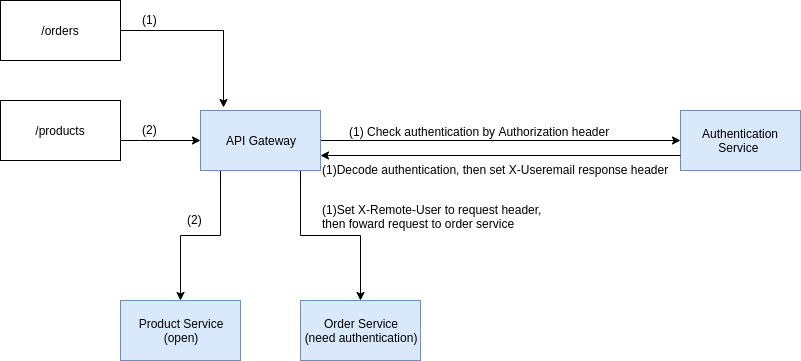 /orders
(1)
/products
(2)
API Gateway
(1) Check authentication by Authorization header
Authentication
Service
(1)Decode authentication, then set X-Useremail response header
(2)
(1)Set X-Remote-User to request header,
then foward request to order service
Product Service
(open)
Order Service
(need authentication)